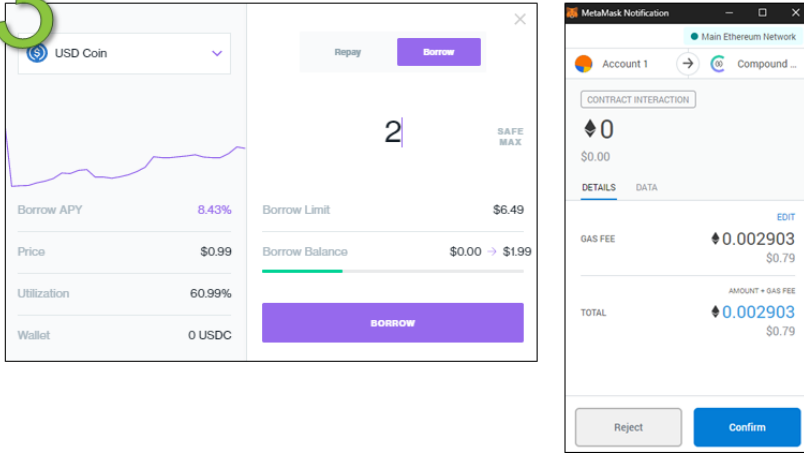 USD Coin
Repay
Borrow
2
SAFE
MAX
Borrow APY 8.43%
Price $0.99
Utilization 60.99%
Wallet 0 USDC
Borrow Limit $6.49
Borrow Balance $0.00 → $1.99
BORROW
MetaMask Notification
Main Ethereum Network
Account 1
Compound ...
CONTRACT INTERACTION
0
$0.00
DETAILS DATA
EDIT
GAS FEE 0.002903
$0.79
AMOUNT + GAS FEE
TOTAL 0.002903
$0.79
Reject
Confirm